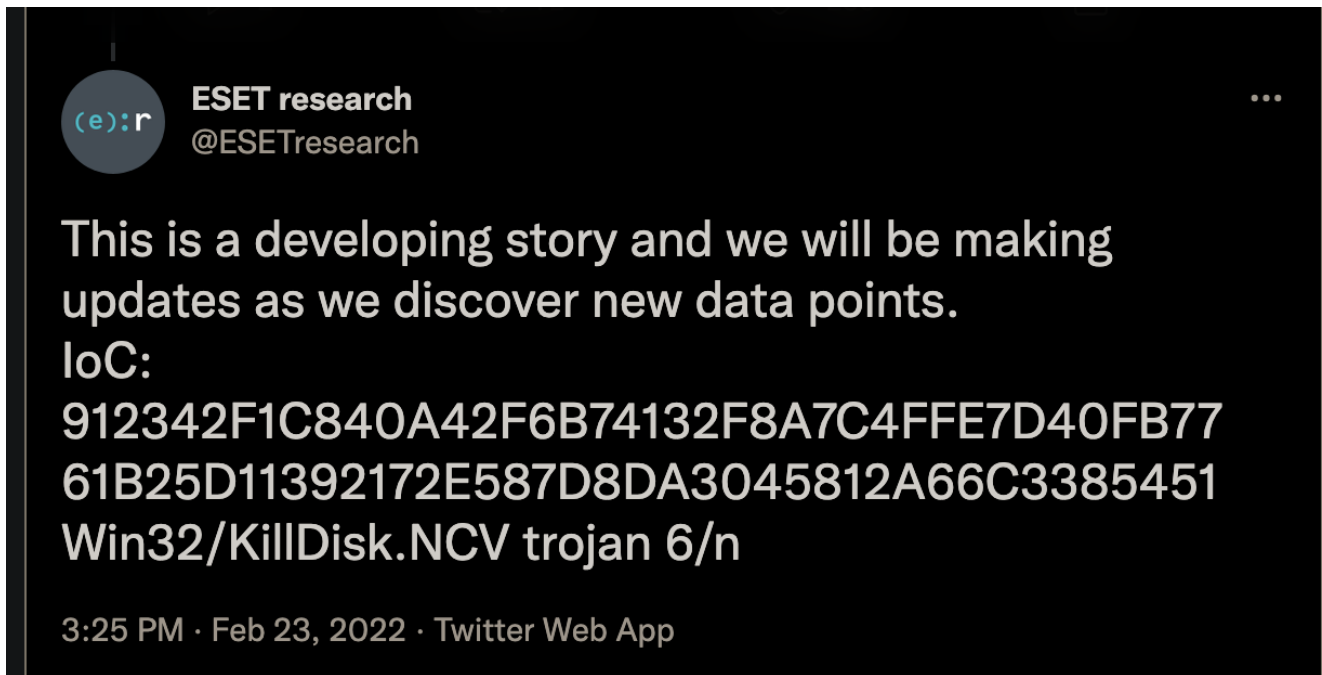 (e):r
ESET research
@ESETresearch
This is a developing story and we will be making
updates as we discover new data points.
IoC:
912342F1C840A42F6B74132F8A7C4FFE7D40FB77
61B25D11392172E587D8DA3045812A66C3385451
Win32/KillDisk.NCV trojan 6/n
3:25 PM · Feb 23, 2022 · Twitter Web App